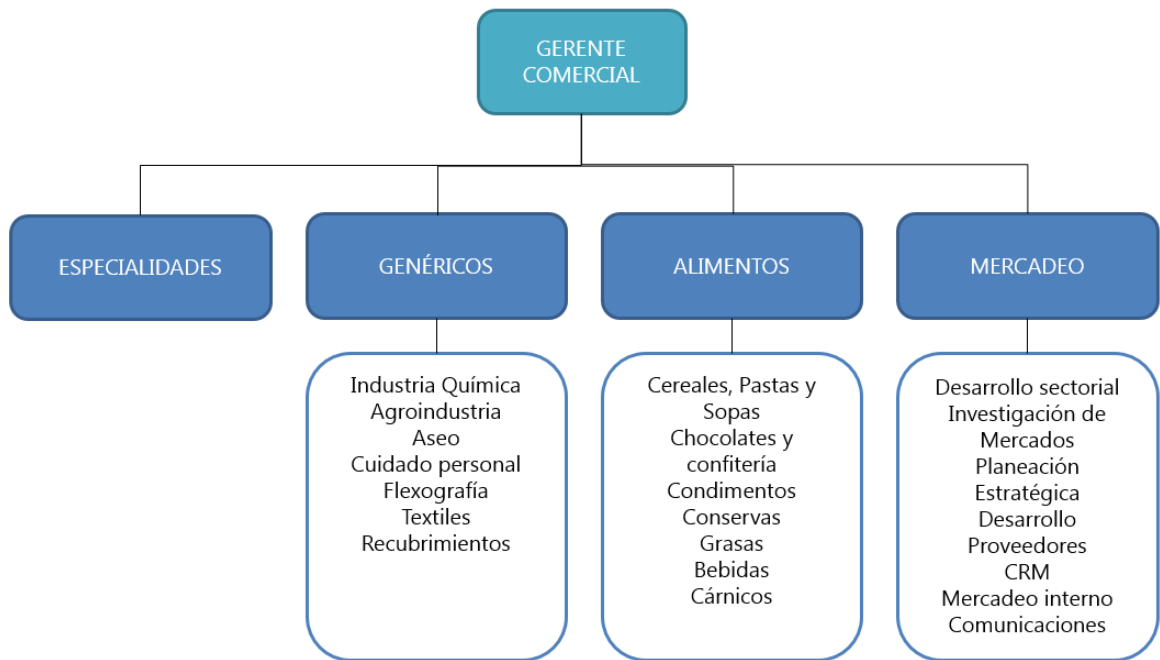 GERENTE
COMERCIAL
ESPECIALIDADES
GENÉRICOS
ALIMENTOS
MERCADEO
Industria Química
Agroindustria
Aseo
Cuidado personal
Flexografía
Textiles
Recubrimientos
Cereales, Pastas y
Sopas
Chocolates y
confitería
Condimentos
Conservas
Grasas
Bebidas
Cárnicos
Desarrollo sectorial
Investigación de
Mercados
Planeación
Estratégica
Desarrollo
Proveedores
CRM
Mercadeo interno
Comunicaciones